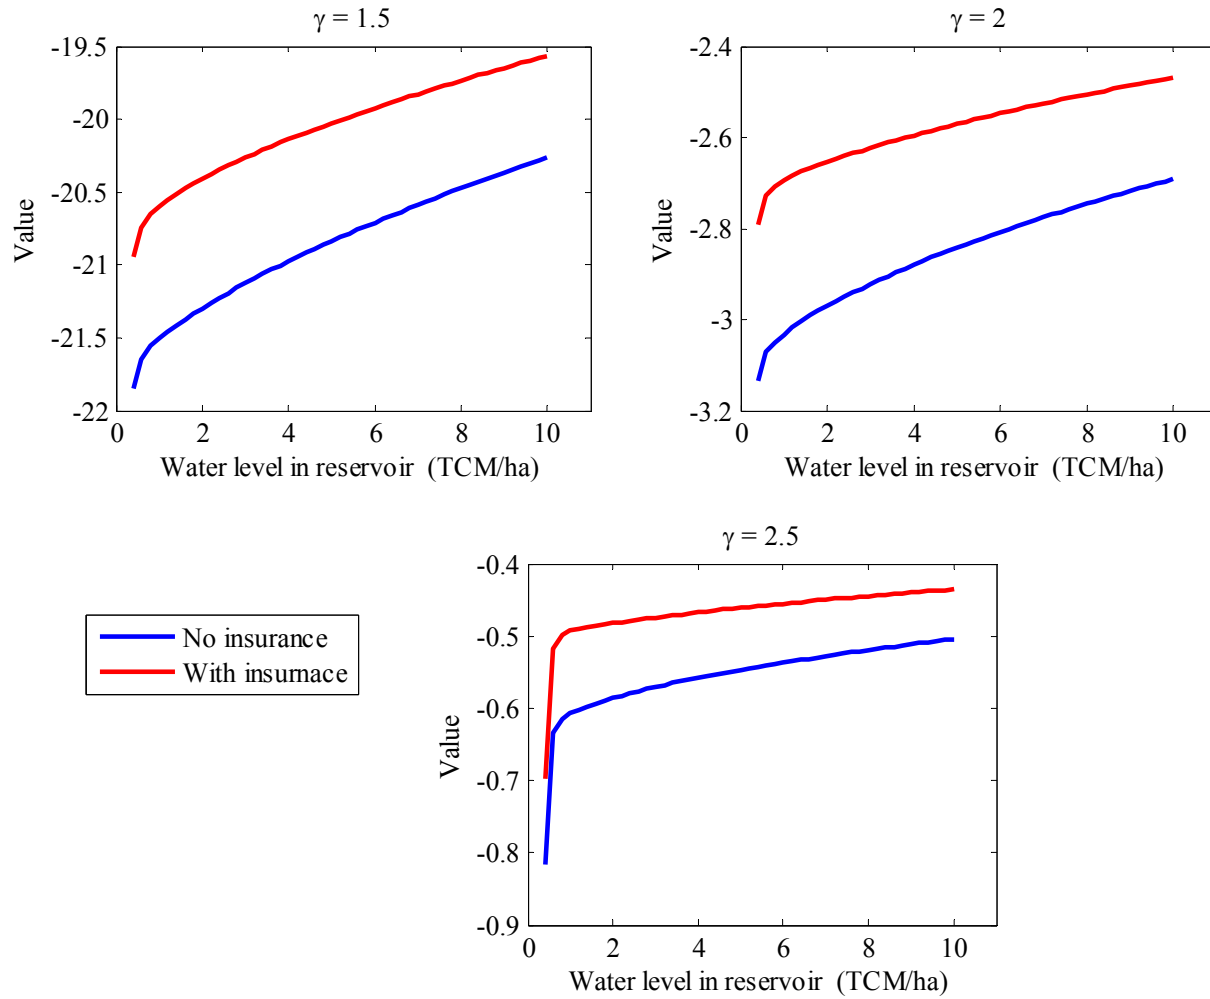 γ = 1.5
-19.5
-20
-20.5
-21
-21.5
-22
Value
0 2 4 6 8 10
Water level in reservoir (TCM/ha)
γ = 2
-2.4
-2.6
-2.8
-3
-3.2
Value
0 2 4 6 8 10
Water level in reservoir (TCM/ha)
No insurance
With insurnace
γ = 2.5
-0.4
-0.5
-0.6
-0.7
-0.8
-0.9
Value
0 2 4 6 8 10
Water level in reservoir (TCM/ha)